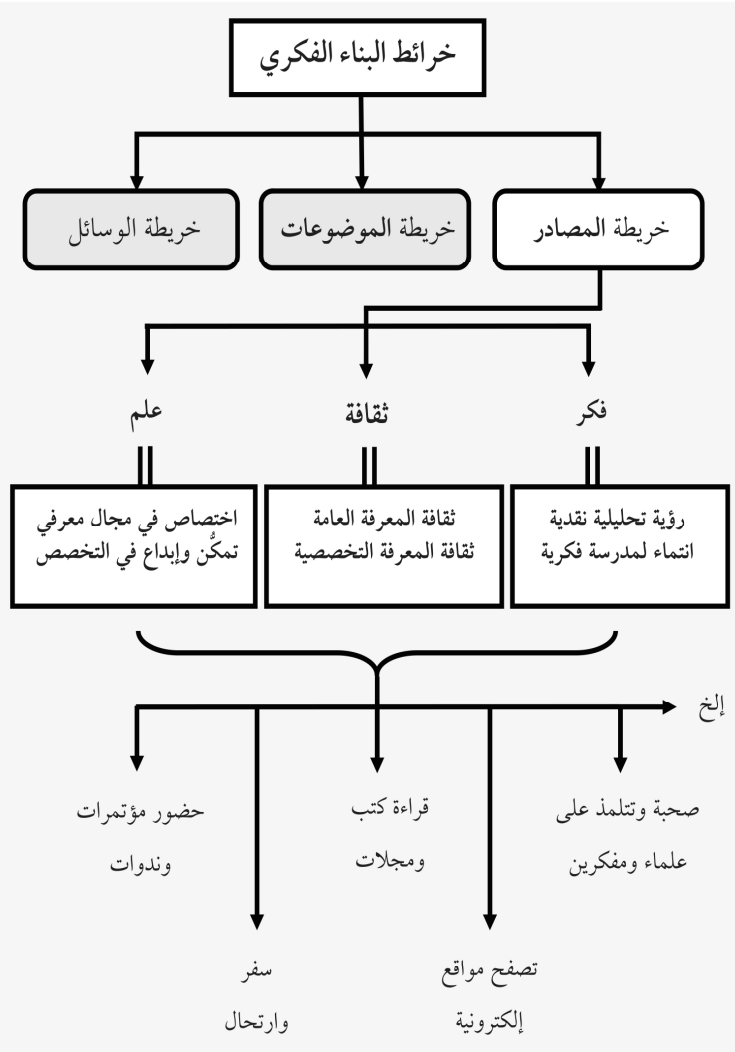 خرائط البناء الفكري
خريطة المصادر
خريطة الموضوعات
خريطة الوسائل
فكر
ثقافة
علم
رؤية تحليلية نقدية
انتماء لمدرسة فكرية
ثقافة المعرفة العامة
ثقافة المعرفة التخصصية
اختصاص في مجال معرفي
تمكُّن وإبداع في التخصص
إلخ
صحبة وتتلمذ على
علماء ومفكرين
قراءة كتب
ومجلات
حضور مؤتمرات
وندوات
تصفح مواقع
إلكترونية
سفر
وارتحال